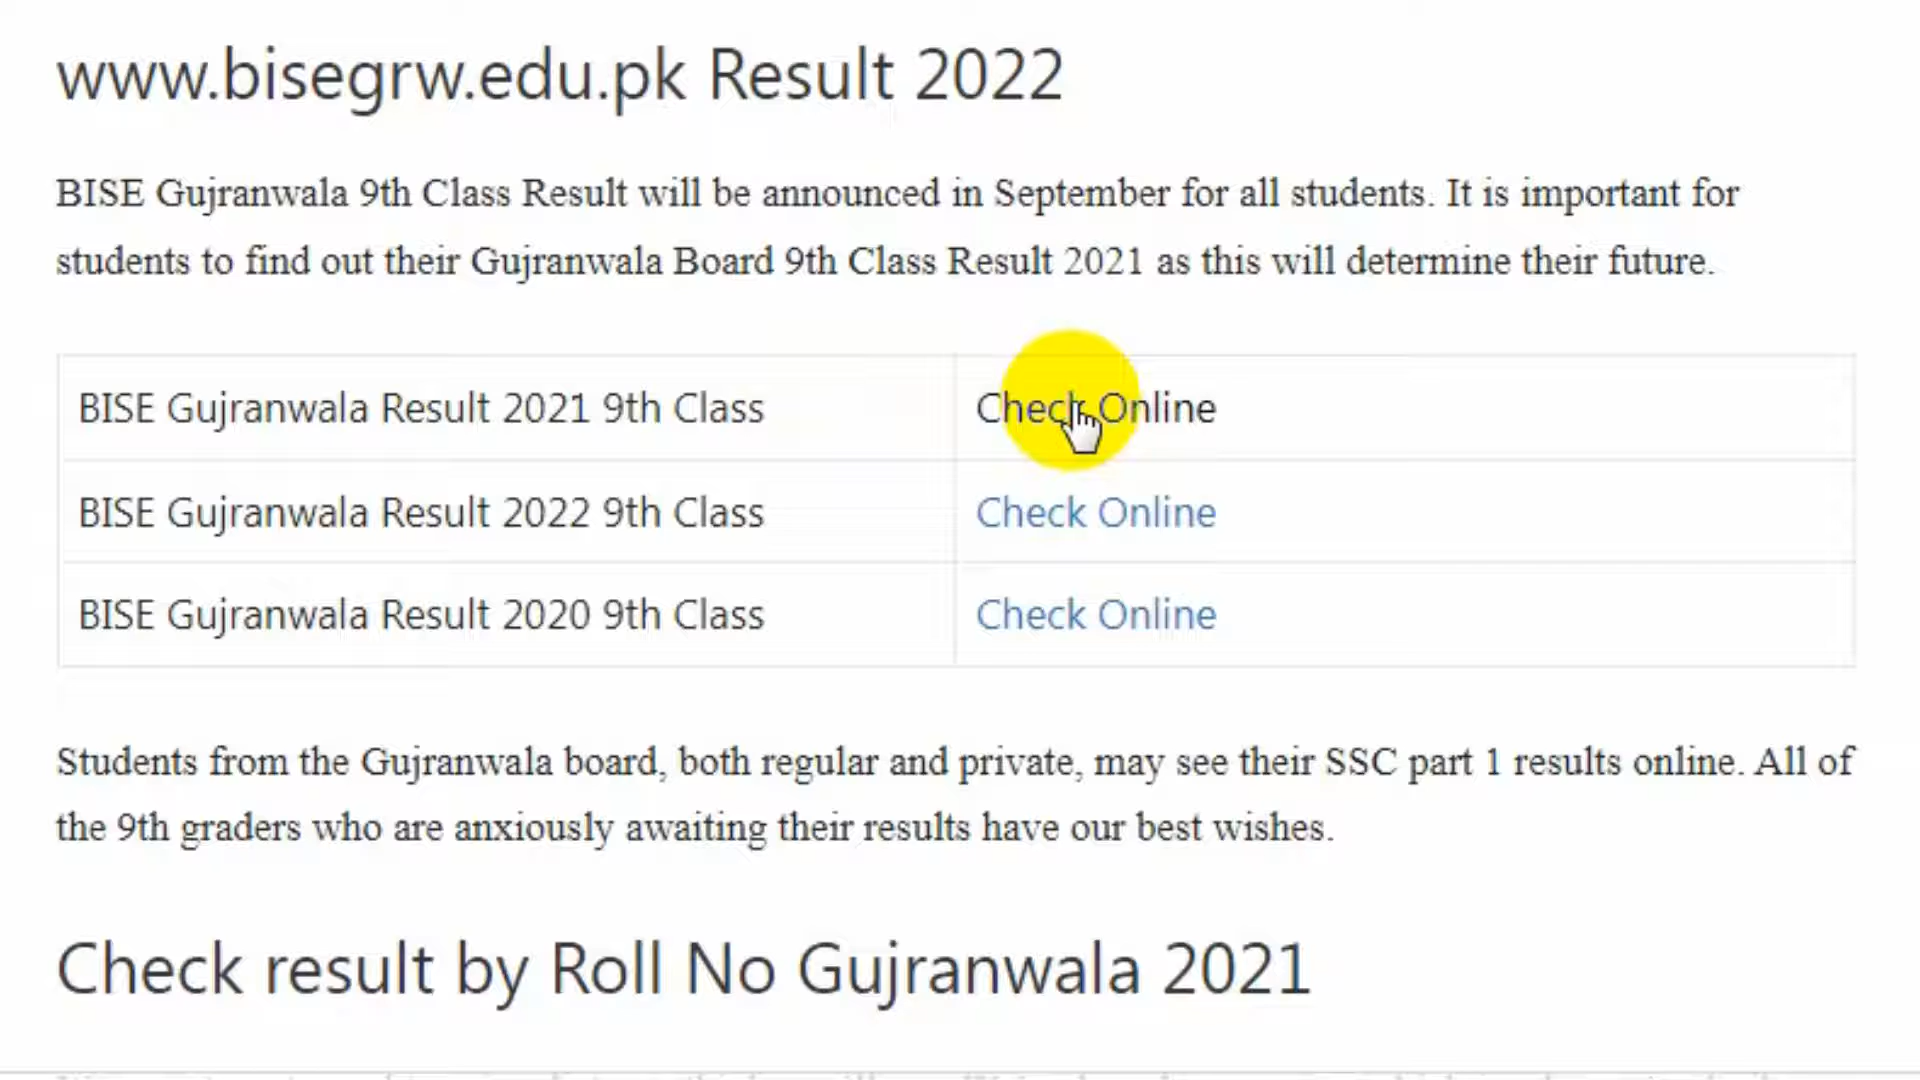 www.bisegrw.edu.pk Result 2022
BISE Gujranwala 9th Class Result will be announced in September for all students. It is important for
students to find out their Gujranwala Board 9th Class Result 2021 as this will determine their future.
BISE Gujranwala Result 2021 9th Class Check Online
BISE Gujranwala Result 2022 9th Class Check Online
BISE Gujranwala Result 2020 9th Class Check Online
Students from the Gujranwala board, both regular and private, may see their SSC part 1 results online. All of
the 9th graders who are anxiously awaiting their results have our best wishes.
Check result by Roll No Gujranwala 2021